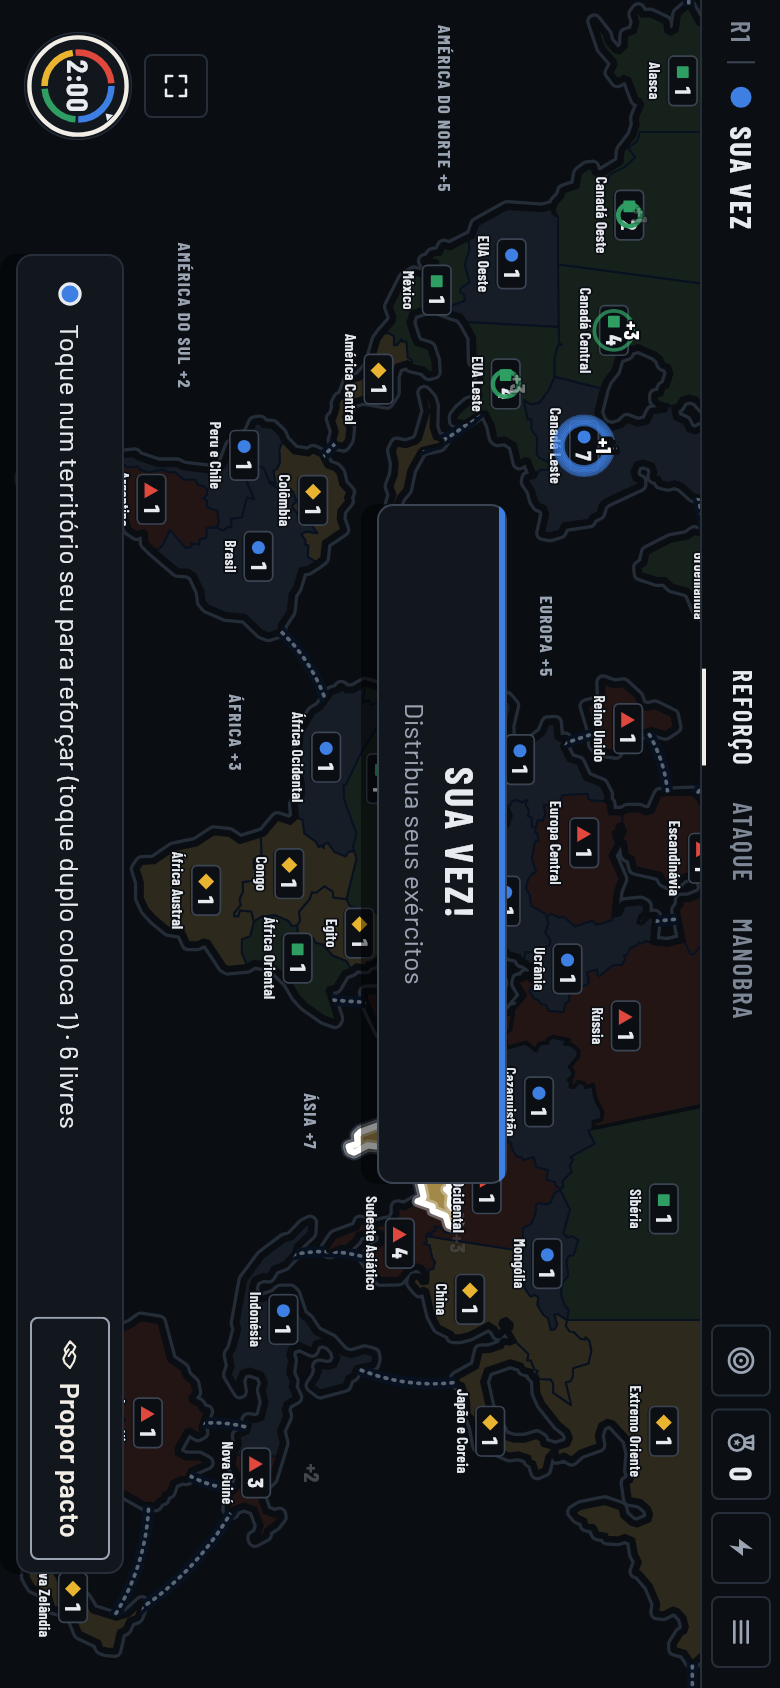 R1
SUA VEZ
REFORÇO
ATAQUE
MANOBRA
0
Alasca
1
Canadá Oeste
Canadá Central
4
+3
Canadá Leste
7
+1
EUA Oeste
1
EUA Leste
+3
México
1
América Central
1
AMÉRICA DO NORTE +5
AMÉRICA DO SUL +2
Peru e Chile
1
Colômbia
1
Brasil
1
1
EUROPA +5
Reino Unido
1
Escandinávia
Europa Central
1
1
1
Ucrânia
1
Rússia
1
Cazaquistão
1
Sibéria
1
Mongólia
1
Extremo Oriente
1
China
1
Japão e Coreia
1
1
+3
Sudeste Asiático
4
Indonésia
1
Nova Guiné
3
+2
1
1
ÁSIA +7
ÁFRICA +3
África Ocidental
1
Congo
1
Egito
1
África Oriental
1
África Austral
1
SUA VEZ!
Distribua seus exércitos
2:00
Toque num território seu para reforçar (toque duplo coloca 1) · 6 livres
Propor pacto